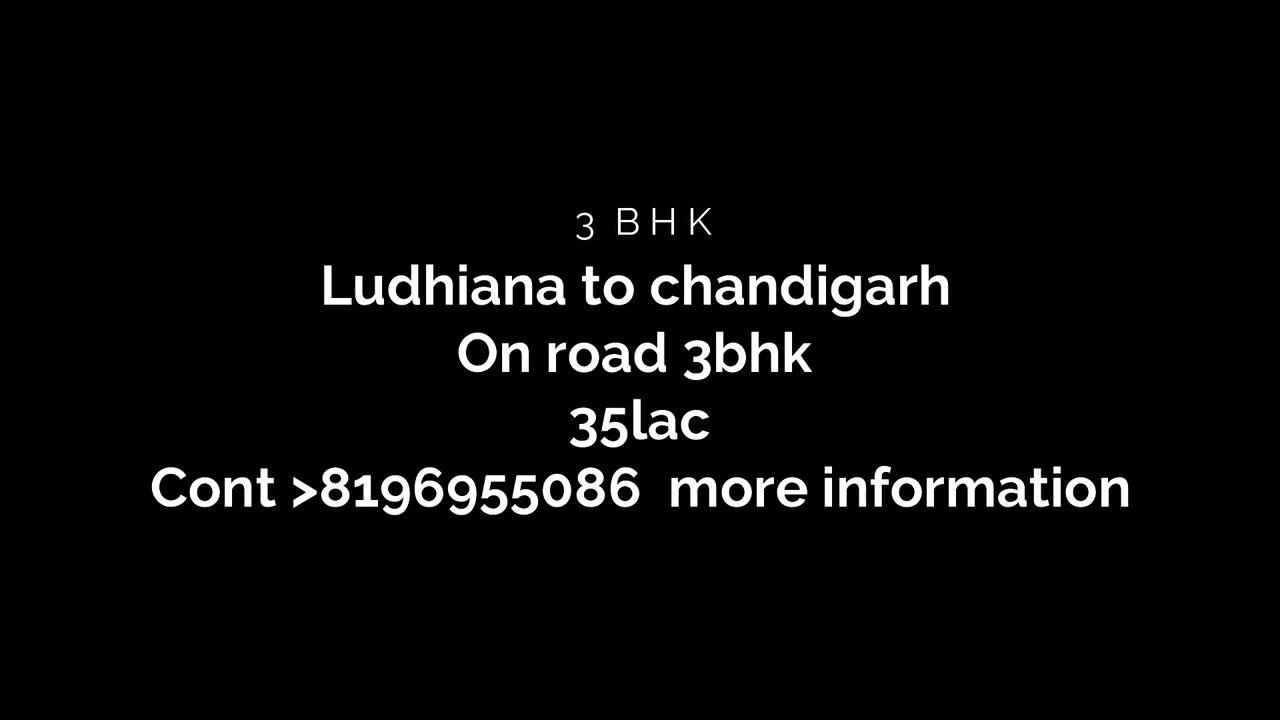 3 BHK
Ludhiana to chandigarh
On road 3bhk
35lac
Cont >8196955086  more information